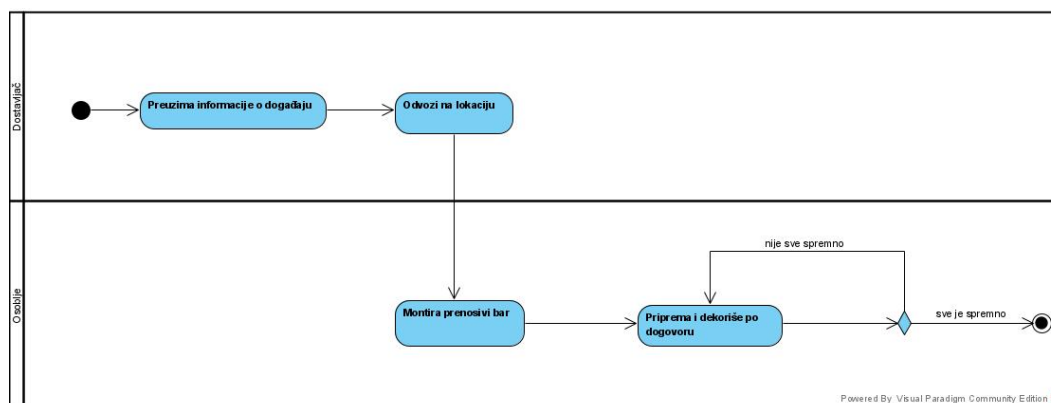 Dostavljač
Preuzima informacije o događaju
Odvozi na lokaciju
Osoblje
nije sve spremno
Montira prenosivi bar
Priprema i dekoriše po
dogovoru
sve je spremno
Powered By Visual Paradigm Community Edition